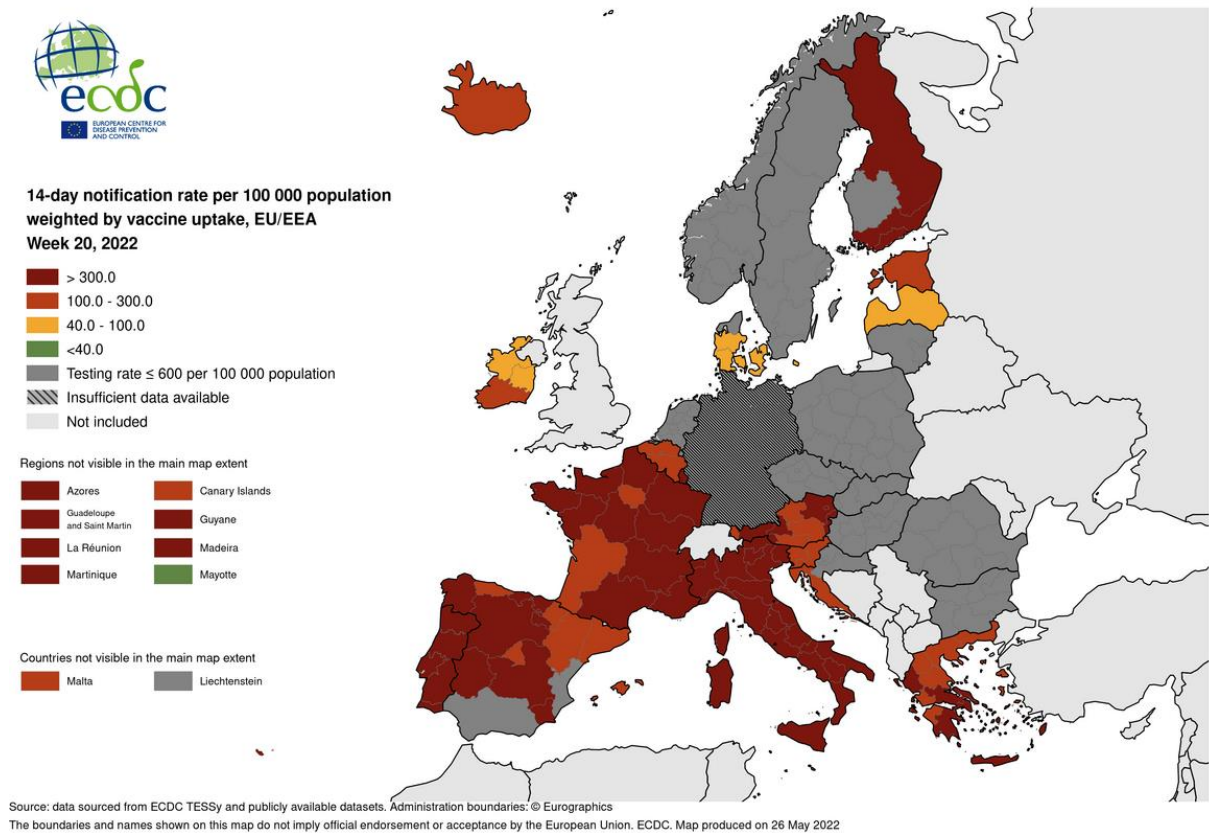 ecdc
EUROPEAN CENTRE FOR
DISEASE PREVENTION
AND CONTROL
14-day notification rate per 100 000 population
weighted by vaccine uptake, EU/EEA
Week 20, 2022
> 300.0
100.0 - 300.0
40.0 - 100.0
<40.0
Testing rate ≤ 600 per 100 000 population
Insufficient data available
Not included
Regions not visible in the main map extent
Azores
Canary Islands
Guadeloupe
and Saint Martin
Guyane
La Réunion
Madeira
Martinique
Mayotte
Countries not visible in the main map extent
Malta
Liechtenstein
Source: data sourced from ECDC TESSy and publicly available datasets. Administration boundaries: © Eurographics
The boundaries and names shown on this map do not imply official endorsement or acceptance by the European Union. ECDC. Map produced on 26 May 2022